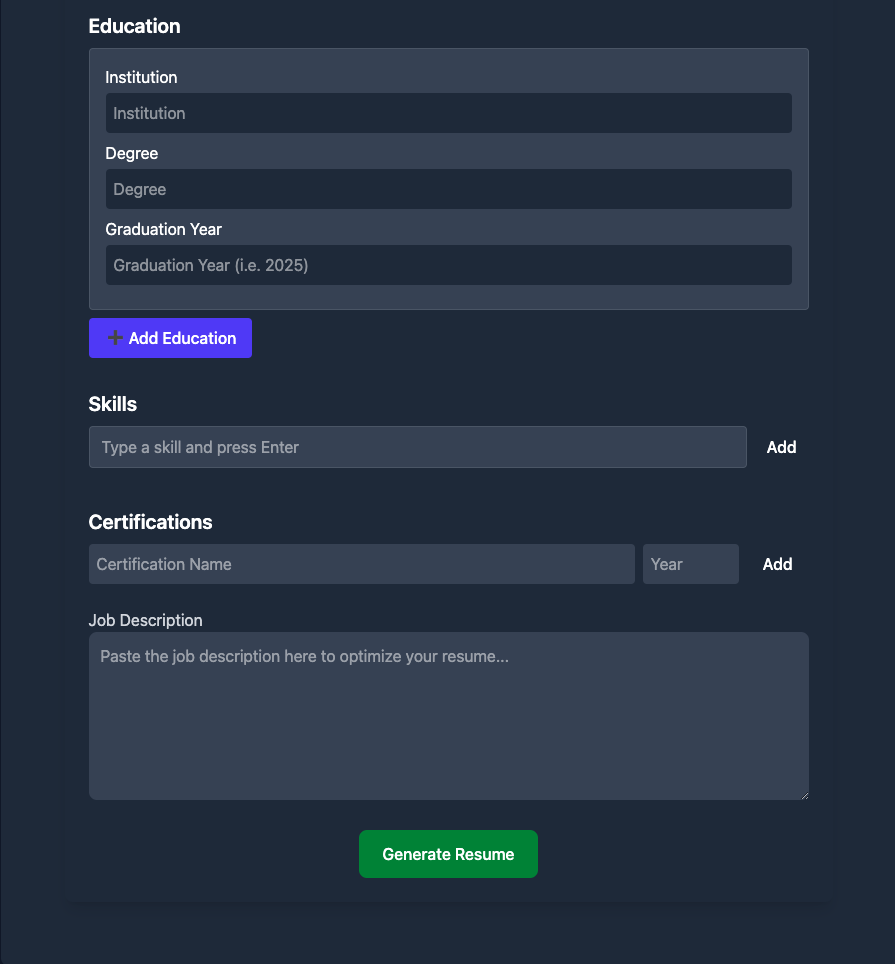 Education
Institution
Institution
Degree
Degree
Graduation Year
Graduation Year (i.e. 2025)
➕ Add Education
Skills
Type a skill and press Enter
Add
Certifications
Certification Name
Year
Add
Job Description
Paste the job description here to optimize your resume...
Generate Resume